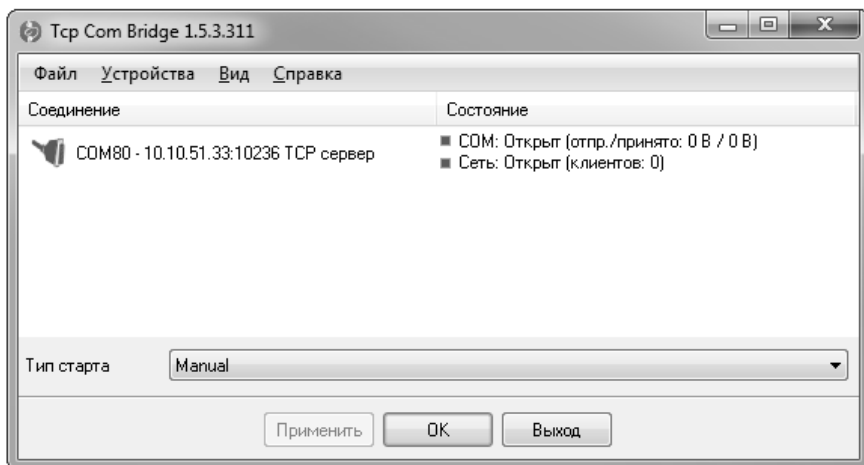 Tcp Com Bridge 1.5.3.311
Файл Устройства Вид Справка
Соединение Состояние
COM80 - 10.10.51.33:10236 TCP сервер
COM: Открыт (отпр./принято: 0 B / 0 B)
Сеть: Открыт (клиентов: 0)
Тип старта Manual
Применить OK Выход